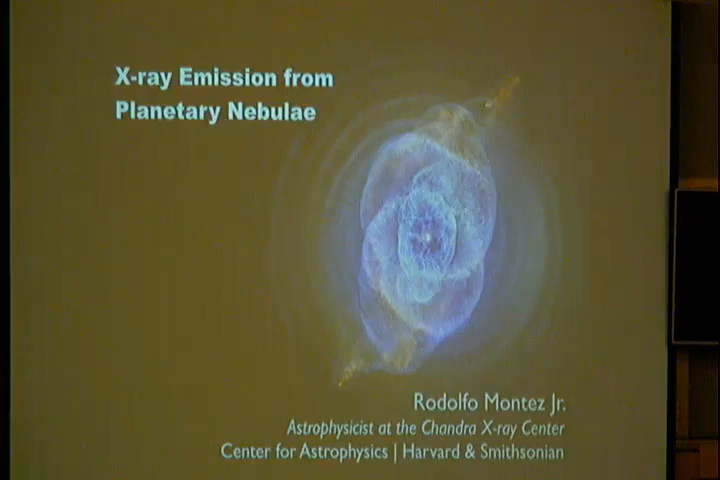 X-ray Emission from
Planetary Nebulae
Rodolfo Montez Jr.
Astrophysicist at the Chandra X-ray Center
Center for Astrophysics | Harvard & Smithsonian